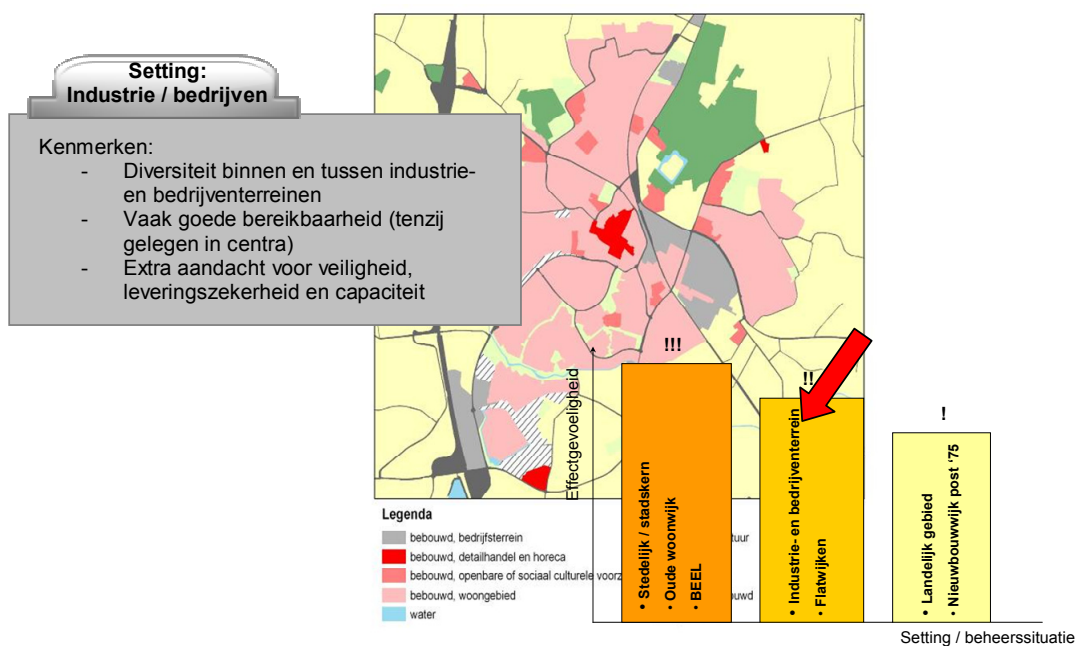 Setting:
Industrie / bedrijven
Kenmerken:
- Diversiteit binnen en tussen industrie-
en bedrijventerreinen
- Vaak goede bereikbaarheid (tenzij
gelegen in centra)
- Extra aandacht voor veiligheid,
leveringszekerheid en capaciteit
Effectgevoeligheid
!!!
• Stedelijk / stadskern
• Oude woonwijk
• BEEL
!!
• Industrie- en bedrijventerrein
• Flatwijken
!
• Landelijk gebied
• Nieuwbouwwijk post '75
Setting / beheerssituatie
Legenda
bebouwd, bedrijfsterrein
bebouwd, detailhandel en horeca
bebouwd, openbare of sociaal culturele voorz
bebouwd, woongebied
water